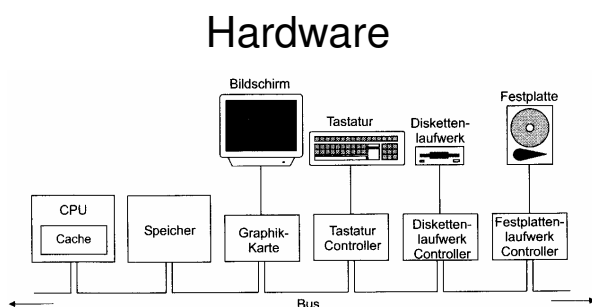 Hardware
Bildschirm
Tastatur
Disketten-
laufwerk
Festplatte
CPU
Cache
Speicher
Graphik-
Karte
Tastatur
Controller
Disketten-
laufwerk
Controller
Festplatten-
laufwerk
Controller
Bus